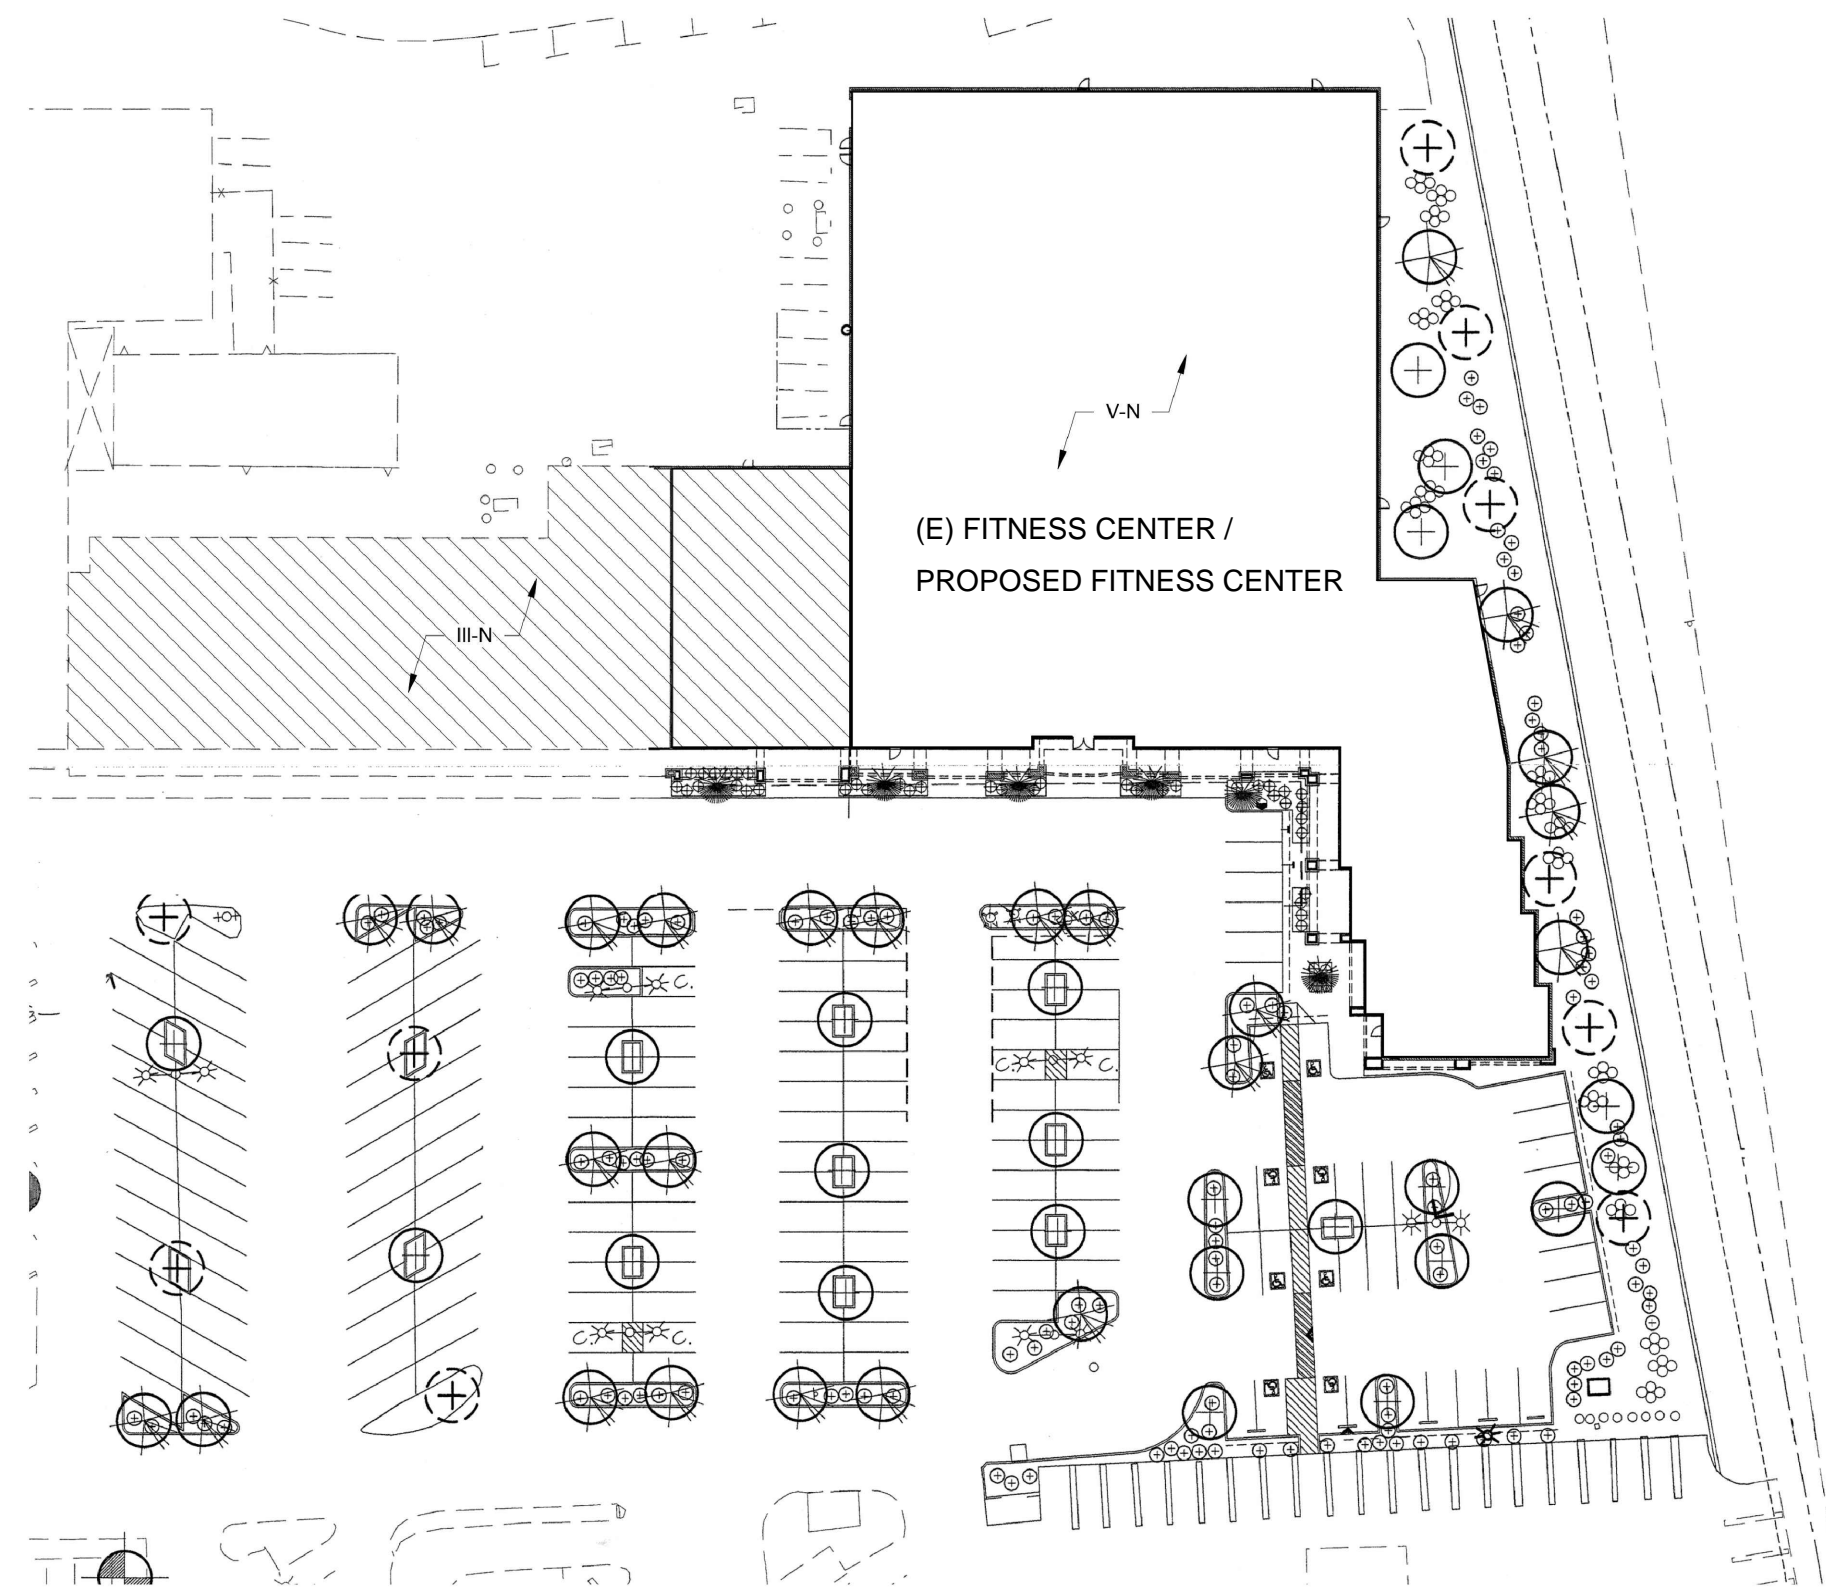 V-N
(E) FITNESS CENTER /
PROPOSED FITNESS CENTER
III-N
C.
C.
C.
C.
C.